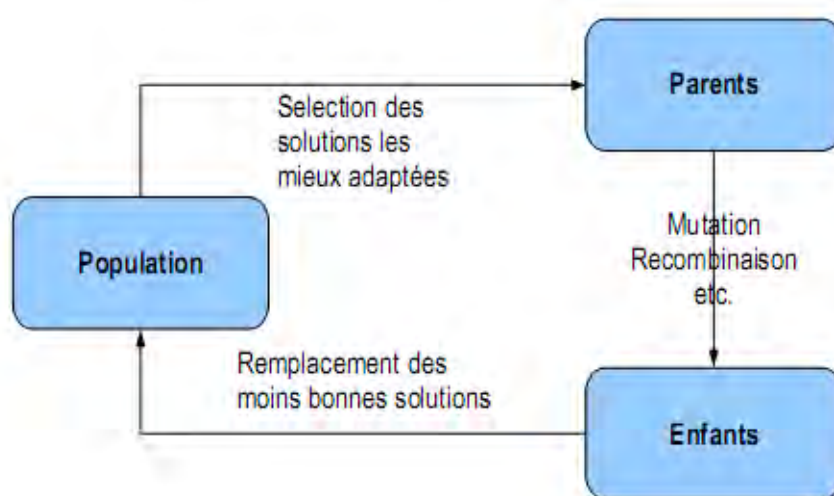 Parents
Selection des
solutions les
mieux adaptées
Mutation
Recombinaison
etc.
Population
Remplacement des
moins bonnes solutions
Enfants